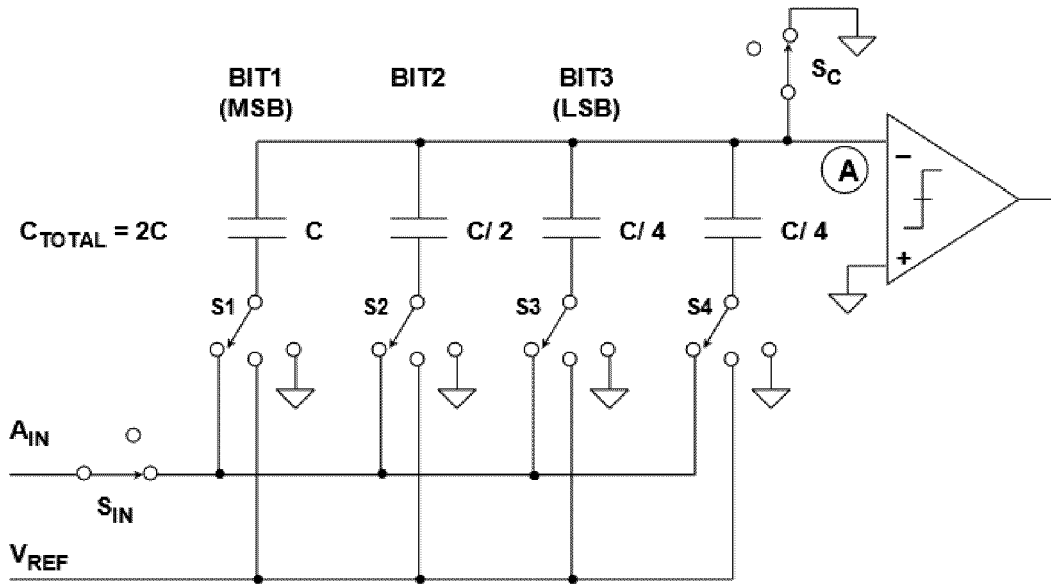 BIT1
(MSB)
BIT2
BIT3
(LSB)
S_C
A
−
+
C_TOTAL = 2C
C
C/ 2
C/ 4
C/ 4
S1
S2
S3
S4
A_IN
S_IN
V_REF